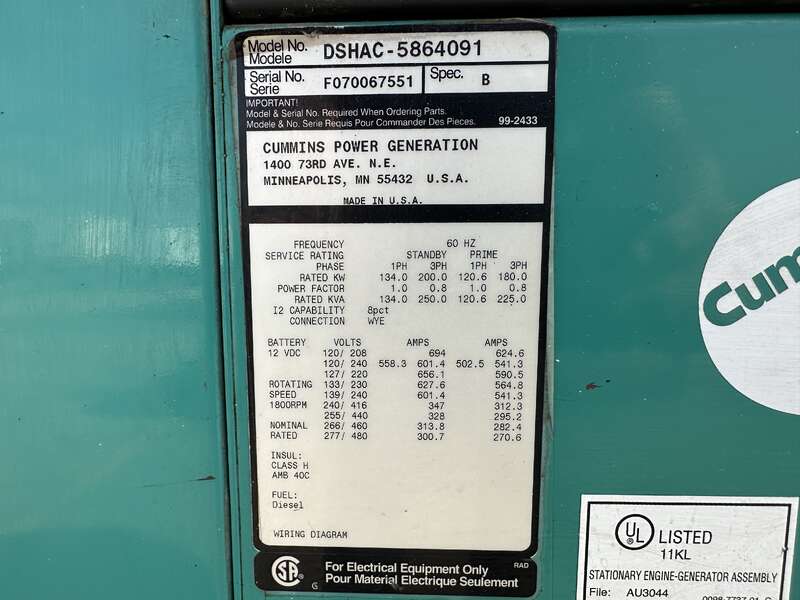 Model No. DSHAC-5864091
Modele
Serial No. F070067551 Spec. B
Serie
IMPORTANT!
Model & Serial No. Required When Ordering Parts.
Modele & No. Serie Requis Pour Commander Des Pieces. 99-2433
CUMMINS POWER GENERATION
1400 73RD AVE. N.E.
MINNEAPOLIS, MN 55432 U.S.A.
MADE IN U.S.A.
FREQUENCY 60 HZ
SERVICE RATING STANDBY PRIME
PHASE 1PH 3PH 1PH 3PH
RATED KW 134.0 200.0 120.6 180.0
POWER FACTOR 1.0 0.8 1.0 0.8
RATED KVA 134.0 250.0 120.6 225.0
I2 CAPABILITY 8pct
CONNECTION WYE
BATTERY VOLTS AMPS AMPS
12 VDC 120/ 208 694 624.6
120/ 240 558.3 601.4 502.5 541.3
127/ 220 656.1 590.5
ROTATING 133/ 230 627.6 564.8
SPEED 139/ 240 601.4 541.3
1800RPM 240/ 416 347 312.3
255/ 440 328 295.2
NOMINAL 266/ 460 313.8 282.4
RATED 277/ 480 300.7 270.6
INSUL:
CLASS H
AMB 40C
FUEL:
Diesel
WIRING DIAGRAM
SA For Electrical Equipment Only RAD
G Pour Material Electrique Seulement
Cum
UL LISTED
11KL
STATIONARY ENGINE-GENERATOR ASSEMBLY
File: AU3044